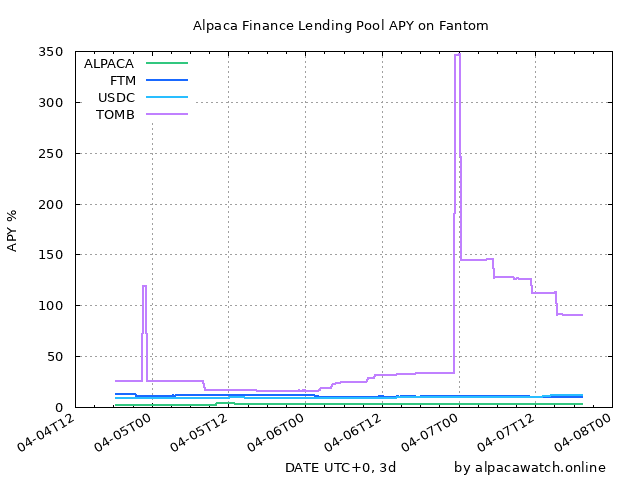 Alpaca Finance Lending Pool APY on Fantom
350
300
250
200
150
100
50
0
APY %
ALPACA
FTM
USDC
TOMB
04-04T12
04-05T00
04-05T12
04-06T00
04-06T12
04-07T00
04-07T12
04-08T00
DATE UTC+0, 3d
by alpacawatch.online